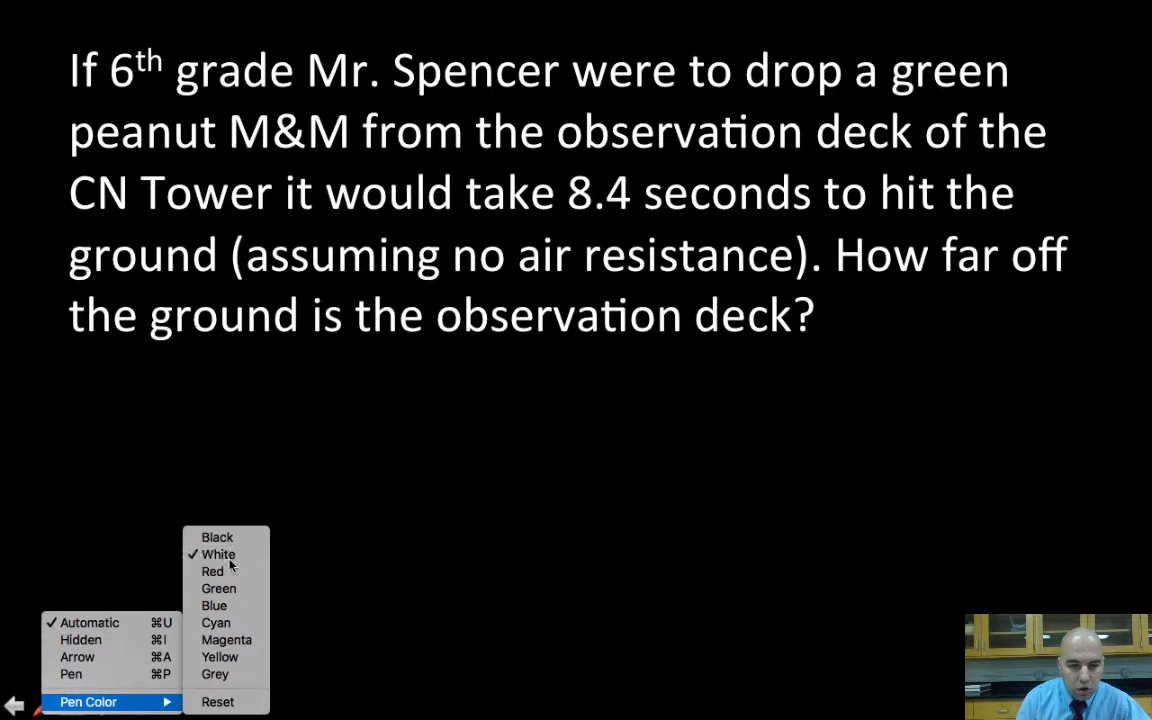 If 6th grade Mr. Spencer were to drop a green
peanut M&M from the observation deck of the
CN Tower it would take 8.4 seconds to hit the
ground (assuming no air resistance). How far off
the ground is the observation deck?
Black
✓ White
Red
Green
Blue
Cyan
Magenta
Yellow
Grey
Reset
✓ Automatic ⌘U
Hidden ⌘I
Arrow ⌘A
Pen ⌘P
Pen Color